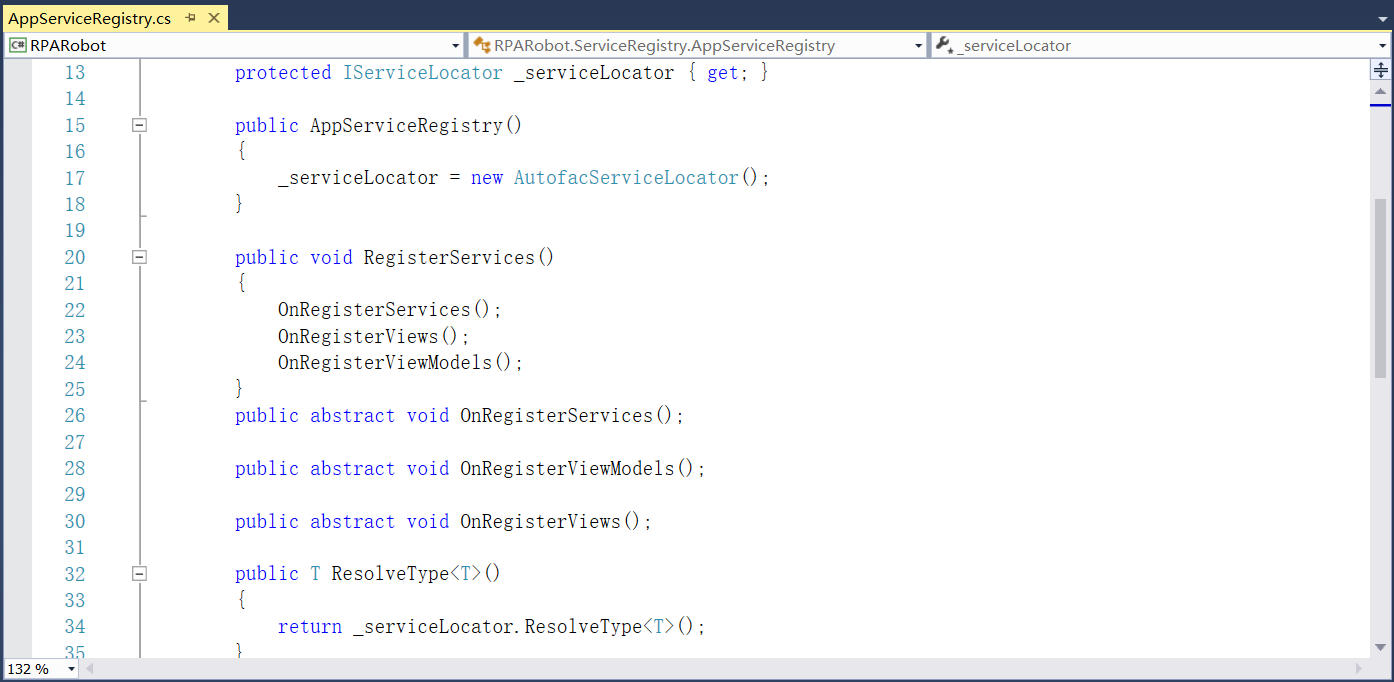 AppServiceRegistry.cs
RPARobot
RPARobot.ServiceRegistry.AppServiceRegistry
_serviceLocator
13 protected IServiceLocator _serviceLocator { get; }
14
15 public AppServiceRegistry()
16 {
17 _serviceLocator = new AutofacServiceLocator();
18 }
19
20 public void RegisterServices()
21 {
22 OnRegisterServices();
23 OnRegisterViews();
24 OnRegisterViewModels();
25 }
26 public abstract void OnRegisterServices();
27
28 public abstract void OnRegisterViewModels();
29
30 public abstract void OnRegisterViews();
31
32 public T ResolveType<T>()
33 {
34 return _serviceLocator.ResolveType<T>();
35 }
132 %